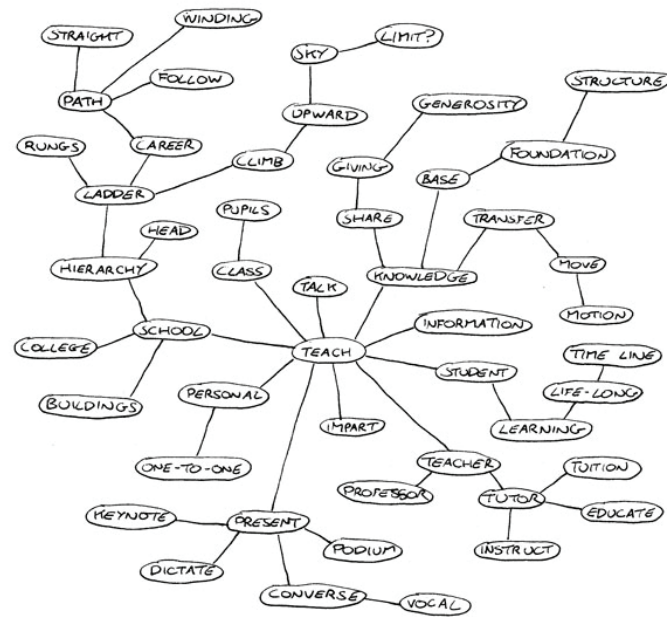 WINDING
STRAIGHT
LIMIT?
SKY
FOLLOW
STRUCTURE
PATH
GENEROSITY
UPWARD
RUNGS
CAREER
CLIMB
GIVING
BASE
FOUNDATION
LADDER
PUPILS
SHARE
TRANSFER
HEAD
HIERARCHY
CLASS
KNOWLEDGE
MOVE
TALK
MOTION
SCHOOL
INFORMATION
COLLEGE
TEACH
TIME LINE
STUDENT
PERSONAL
LIFE-LONG
BUILDINGS
IMPART
LEARNING
ONE-TO-ONE
TEACHER
TUITION
PROFESSOR
TUTOR
KEYNOTE
PRESENT
EDUCATE
PODIUM
INSTRUCT
DICTATE
CONVERSE
VOCAL